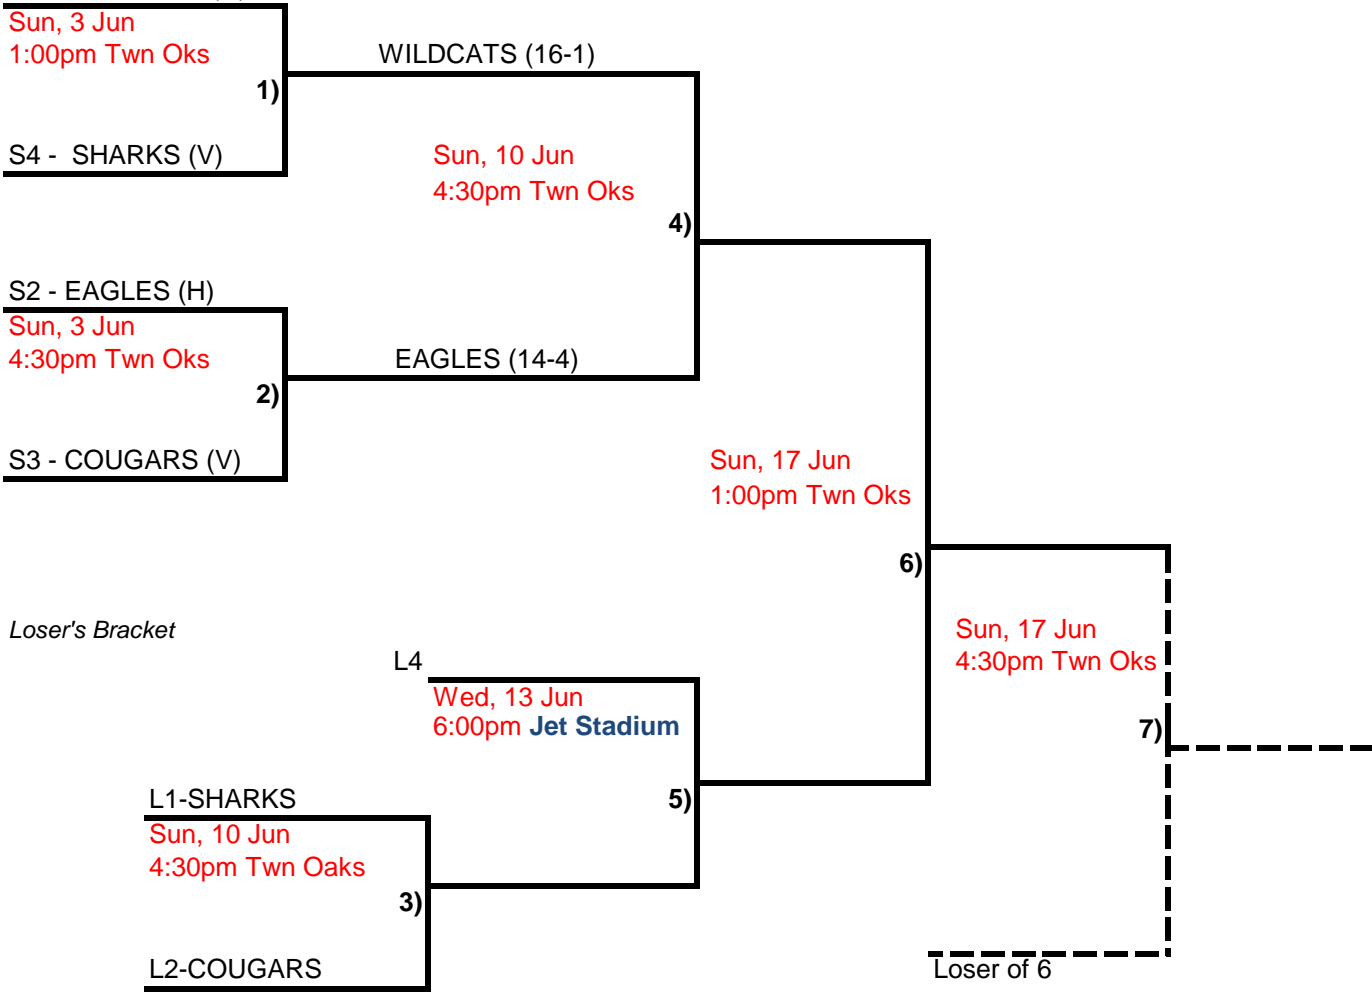 Sun, 3 Jun
1:00pm Twn Oks
WILDCATS (16-1)
1)
S4 - SHARKS (V)
Sun, 10 Jun
4:30pm Twn Oks
4)
S2 - EAGLES (H)
Sun, 3 Jun
4:30pm Twn Oks
EAGLES (14-4)
2)
S3 - COUGARS (V)
Sun, 17 Jun
1:00pm Twn Oks
6)
Loser's Bracket
Sun, 17 Jun
4:30pm Twn Oks
L4
Wed, 13 Jun
6:00pm Jet Stadium
7)
L1-SHARKS
5)
Sun, 10 Jun
4:30pm Twn Oaks
3)
L2-COUGARS
Loser of 6